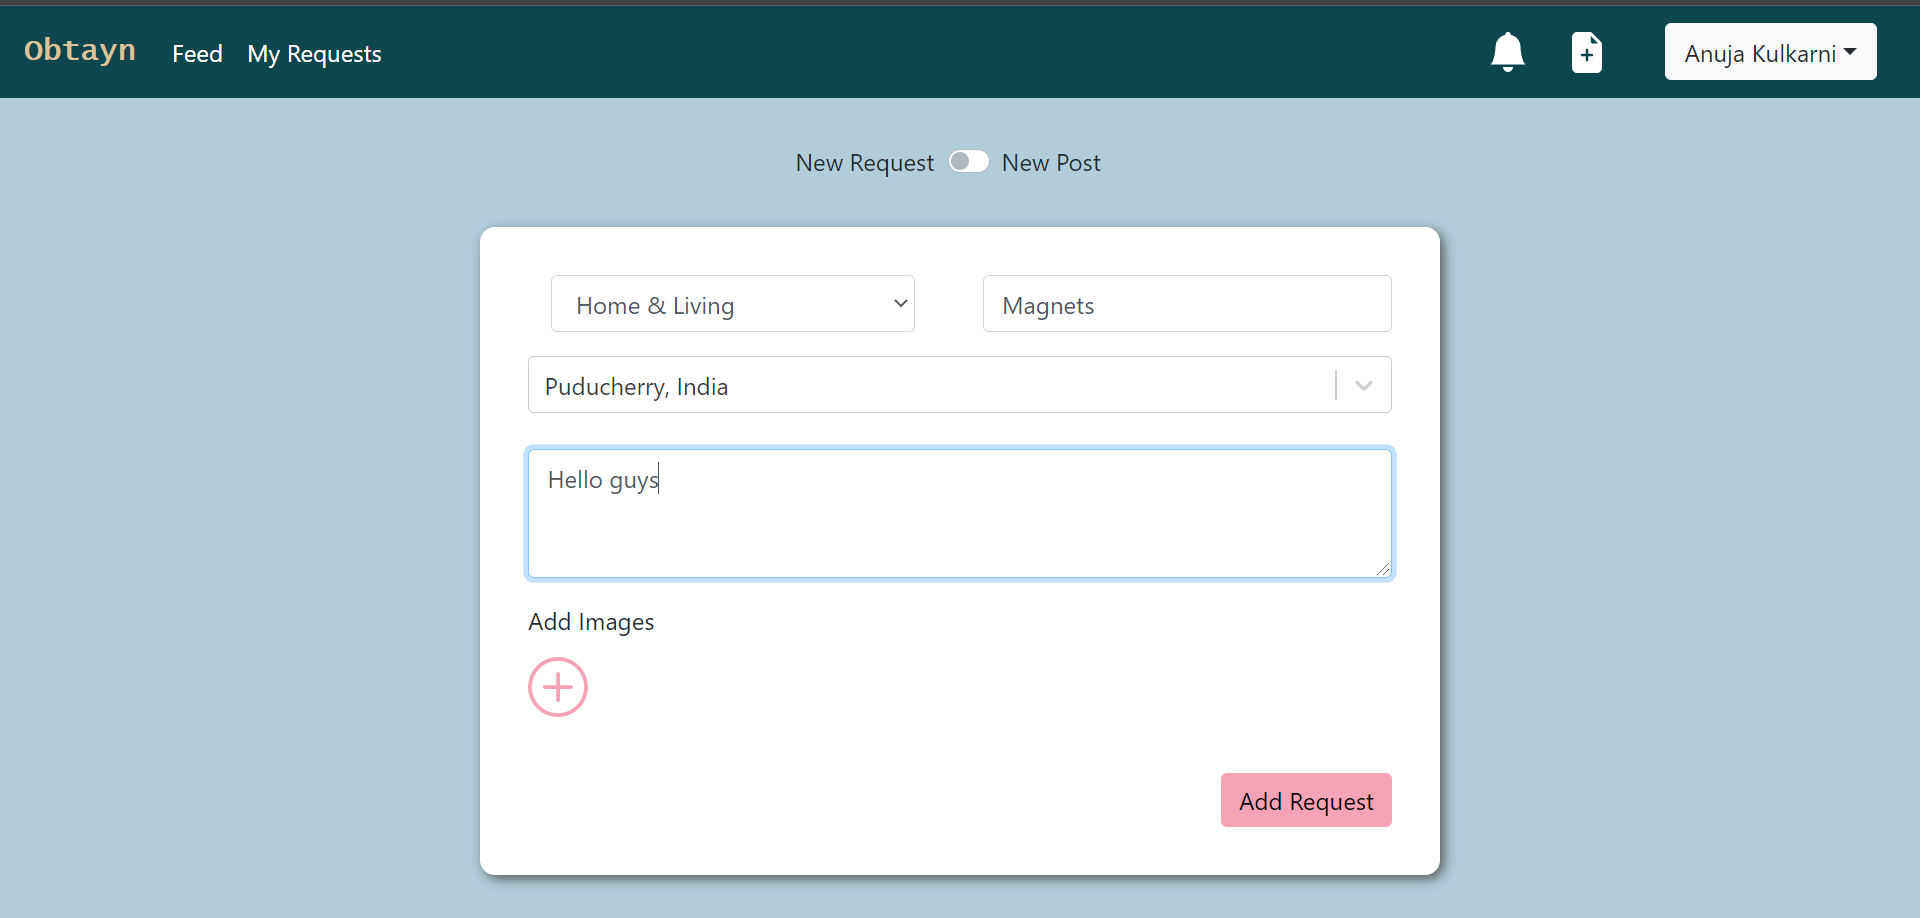 Obtayn Feed My Requests Anuja Kulkarni
New Request New Post
Home & Living Magnets
Puducherry, India
Hello guys
Add Images
Add Request